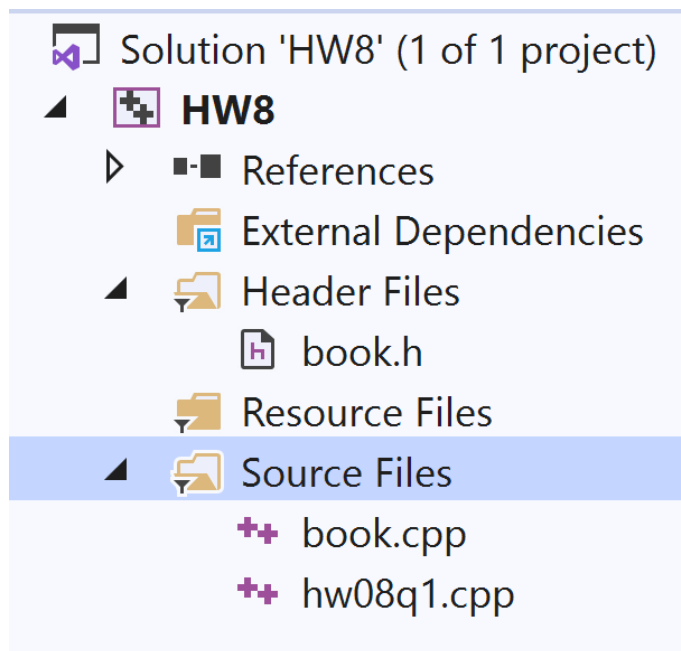 Solution 'HW8' (1 of 1 project)
HW8
References
External Dependencies
Header Files
book.h
Resource Files
Source Files
book.cpp
hw08q1.cpp